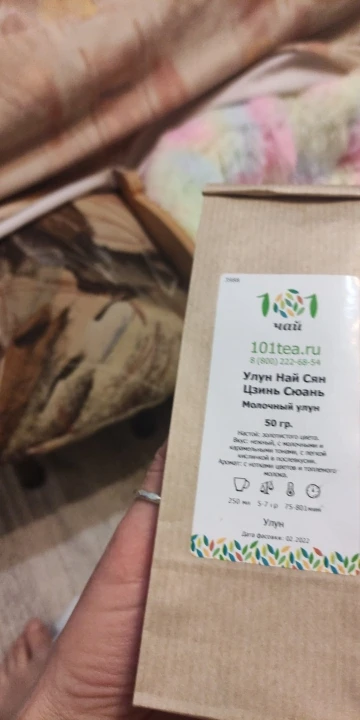 101
чай
101tea.ru
8 (800) 222-68-54
Улун Най Сян
Цзинь Сюань
Молочный улун
50 гр.
Настой: золотистого цвета.
Вкус: нежный, с молочными и
карамельными тонами, с легкой
кислинкой в послевкусии.
Аромат: с нотками цветов и топленого
молока.
250 мл 5-7 гр 75-80
Улун
Дата фасовки: 02 2022